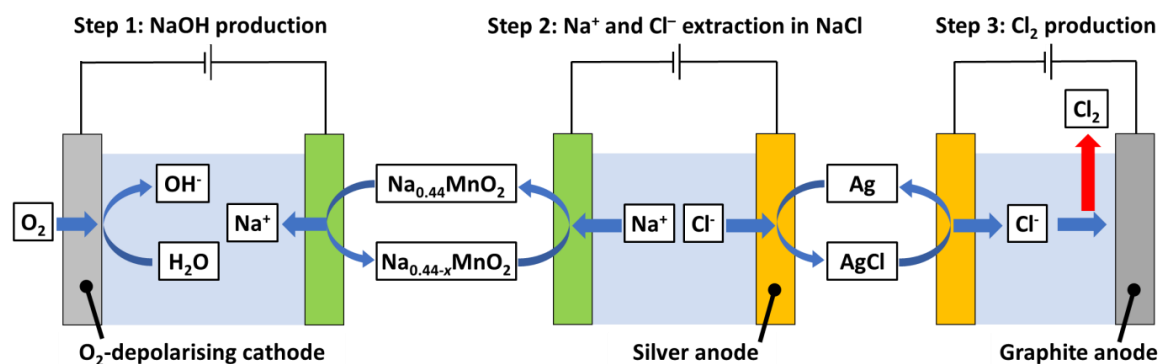 Step 1: NaOH production
Step 2: Na⁺ and Cl⁻ extraction in NaCl
Step 3: Cl₂ production
Cl₂
OH⁻
Na₀.₄₄MnO₂
Ag
O₂
Na⁺
Na⁺
Cl⁻
Cl⁻
H₂O
Na₀.₄₄₋ₓMnO₂
AgCl
O₂-depolarising cathode
Silver anode
Graphite anode